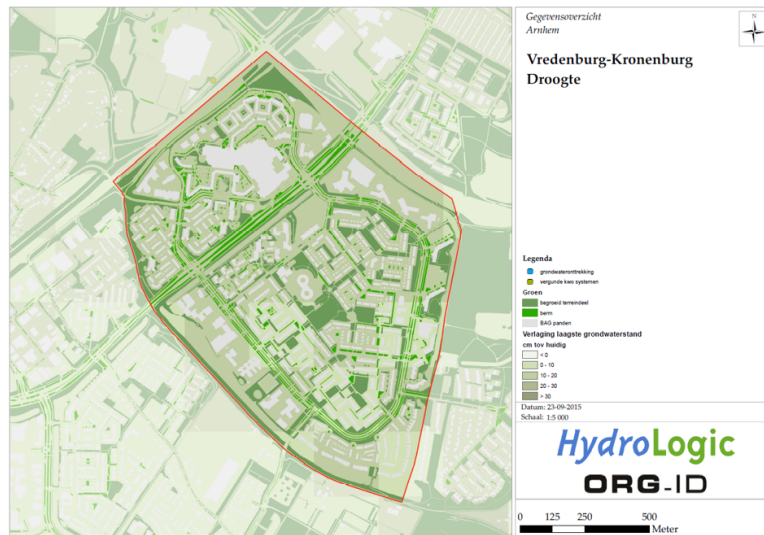 Gegevensoverzicht
Arnhem
N
Vredenburg-Kronenburg
Droogte
Legenda
grondwateronttrekking
vergunde kwo systemen
Groen
begroeid terreindeel
berm
BAG panden
Verlaging laagste grondwaterstand
cm tov huidig
< 0
0 - 10
10 - 20
20 - 30
> 30
Datum: 23-09-2015
Schaal: 1:5 000
HydroLogic
ORG-ID
0 125 250 500
Meter